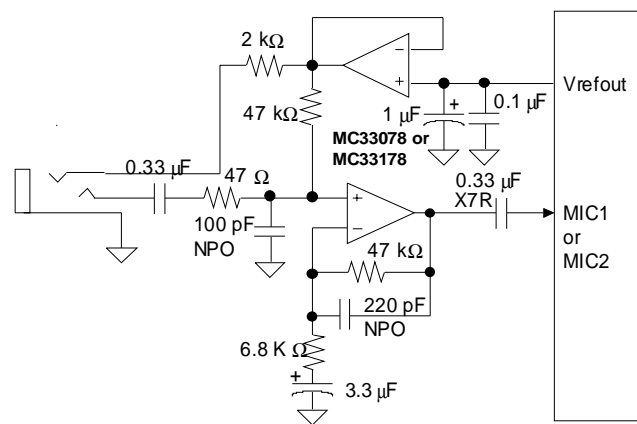 2 kΩ
Vrefout
0.1 µF
1 µF
+
47 kΩ
MC33078 or
MC33178
0.33 µF
47 Ω
0.33 µF
X7R
100 pF
NPO
MIC1
or
MIC2
47 kΩ
220 pF
NPO
6.8 K Ω
+
3.3 µF
−
+
+
−